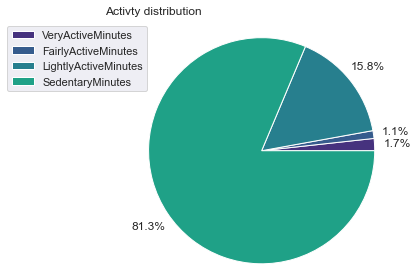 Activty distribution
VeryActiveMinutes
FairlyActiveMinutes
LightlyActiveMinutes
SedentaryMinutes
15.8%
1.1%
1.7%
81.3%